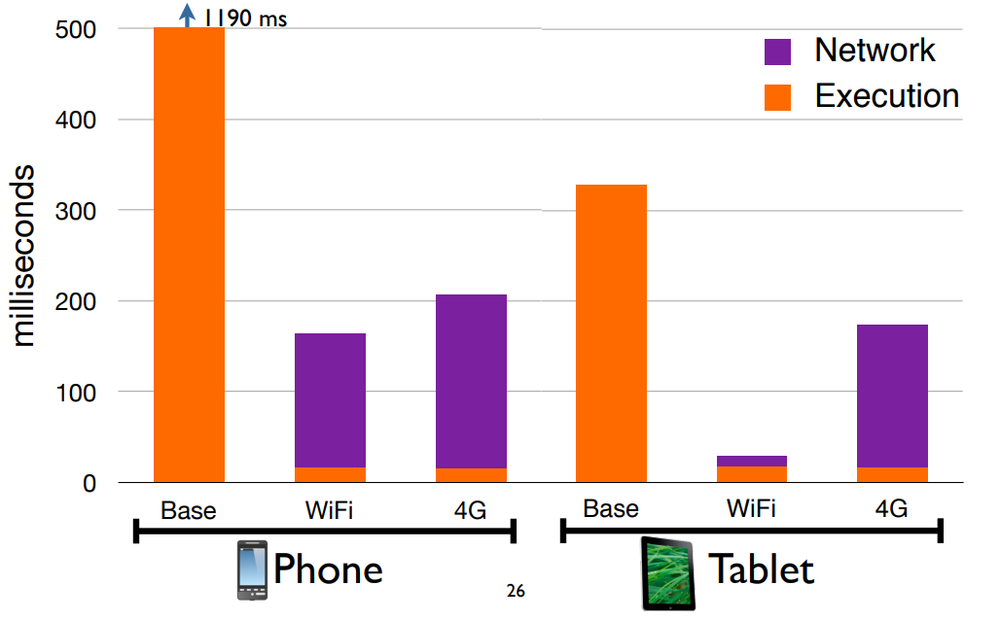 1190 ms
500
400
300
200
100
0
milliseconds
Network
Execution
Base WiFi 4G Base WiFi 4G
Phone Tablet
26